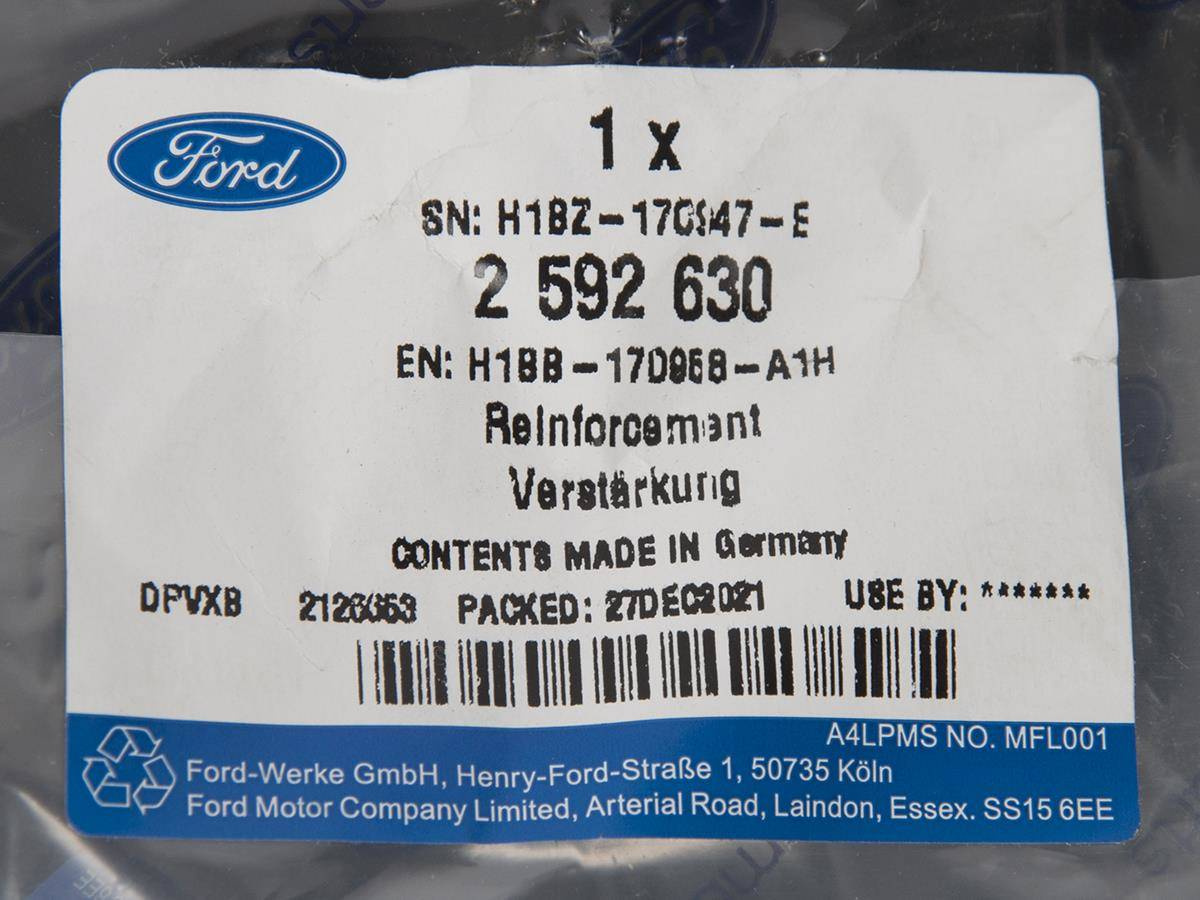 Ford
1 x
SN: H1BZ-17C947-E
2 592 630
EN: H1BB-17D958-A1H
Reinforcement
Verstärkung
CONTENTS MADE IN Germany
PACKED: 27DEC2021 USE BY: *******
A4LPMS NO. MFL001
Ford-Werke GmbH, Henry-Ford-Straße 1, 50735 Köln
Ford Motor Company Limited, Arterial Road, Laindon, Essex. SS15 6EE